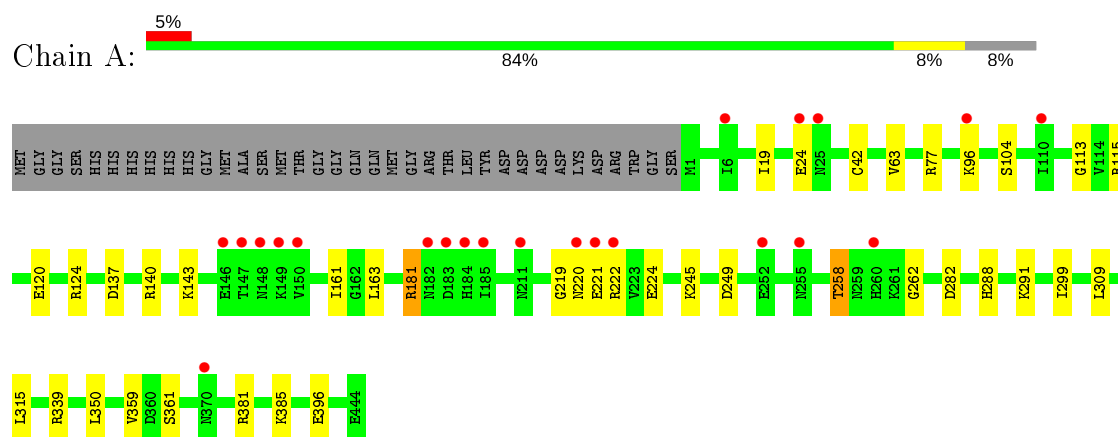 5%
Chain A:
84% 8% 8%
MET GLY GLY SER HIS HIS HIS HIS HIS HIS GLY MET ALA SER MET THR GLY GLY GLN GLN MET GLY ARG THR LEU TYR ASP ASP ASP ASP LYS ASP ARG TRP GLY SER M1 I6 I19 E24 N25 C42 V63 R77 K96 S104 I110 G113 V114 R115
E120 R124 D137 R140 K143 E146 T147 N148 K149 V150 I161 G162 L163 R181 N182 D183 H184 I185 N211 G219 N220 E221 R222 V223 E224 K245 D249 E252 N255 T258 N259 H260 K261 G262 D282 H288 K291 I299 L309
L315 R339 L350 V359 D360 S361 N370 R381 K385 E396 E444